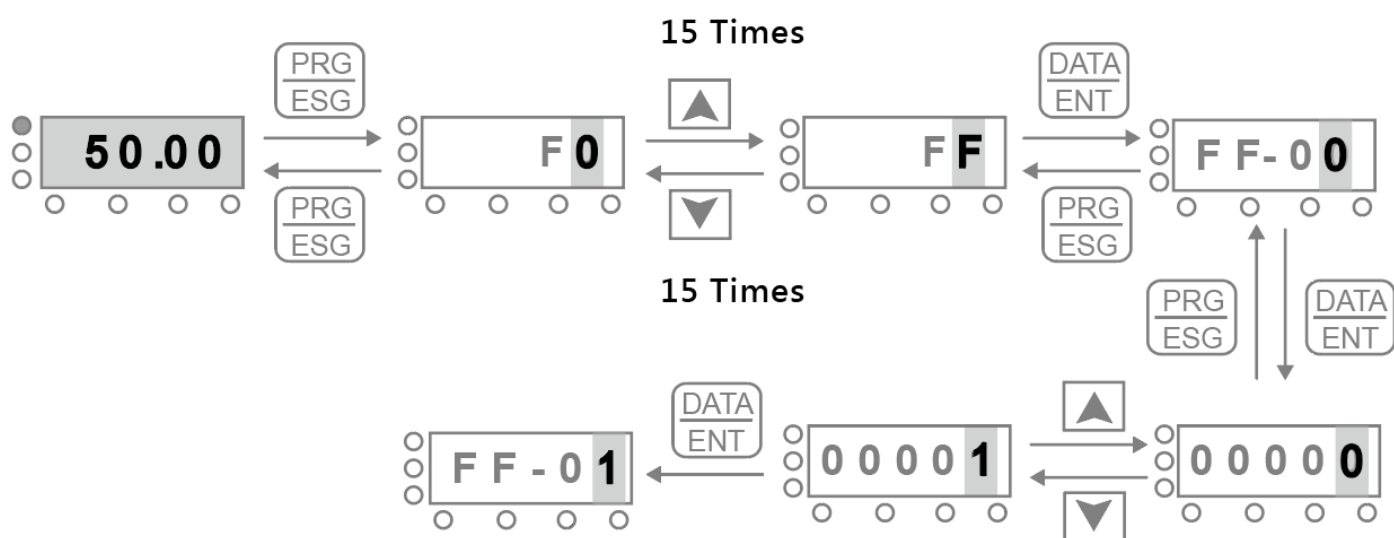 15 Times
PRG
ESG
DATA
ENT
50.00
F0
FF
FF-00
PRG
ESG
PRG
ESG
15 Times
PRG
ESG
DATA
ENT
DATA
ENT
FF-01
00001
00000